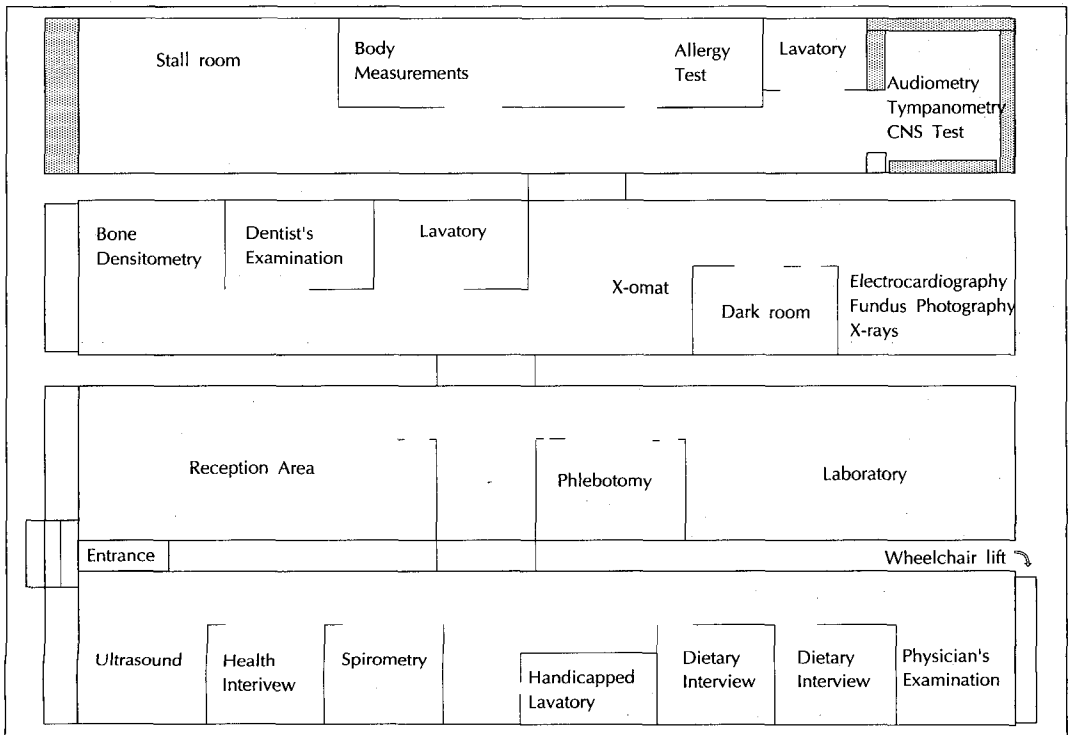 Stall room
Body
Measurements
Allergy
Test
Lavatory
Audiometry
Tympanometry
CNS Test
Bone
Densitometry
Dentist's
Examination
Lavatory
X-omat
Dark room
Electrocardiography
Fundus Photography
X-rays
Reception Area
Phlebotomy
Laboratory
Entrance
Wheelchair lift
Ultrasound
Health
Interivew
Spirometry
Handicapped
Lavatory
Dietary
Interview
Dietary
Interview
Physician's
Examination